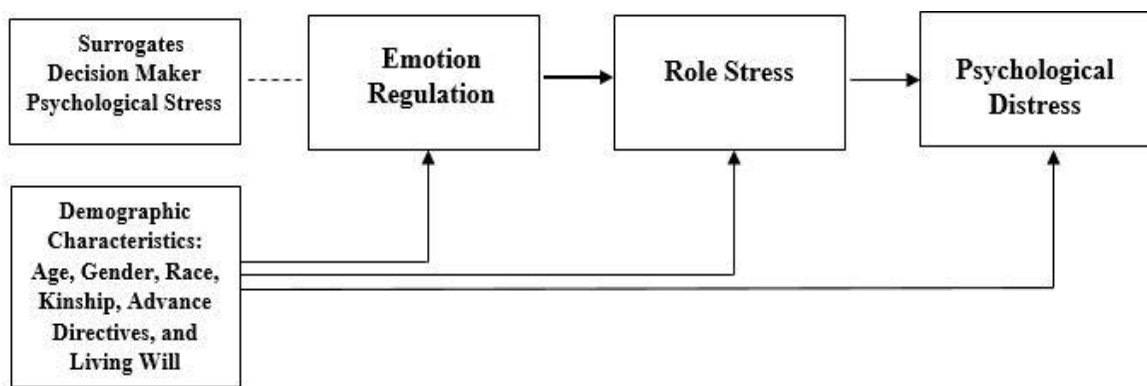 Surrogates
Decision Maker
Psychological Stress
Emotion
Regulation
Role Stress
Psychological
Distress
Demographic
Characteristics:
Age, Gender, Race,
Kinship, Advance
Directives, and
Living Will